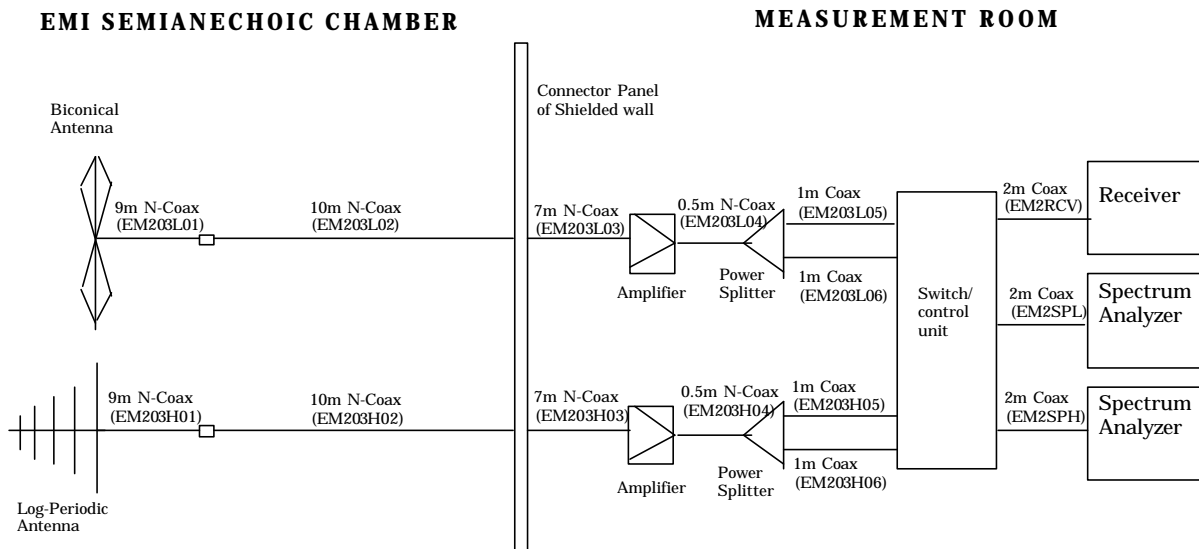 EMI SEMIANECHOIC CHAMBER
MEASUREMENT ROOM
Connector Panel
of Shielded wall
Biconical
Antenna
9m N-Coax
(EM203L01)
10m N-Coax
(EM203L02)
7m N-Coax
(EM203L03)
0.5m N-Coax
(EM203L04)
1m Coax
(EM203L05)
2m Coax
(EM2RCV)
Receiver
Amplifier
Power
Splitter
1m Coax
(EM203L06)
Switch/
control
unit
2m Coax
(EM2SPL)
Spectrum
Analyzer
9m N-Coax
(EM203H01)
10m N-Coax
(EM203H02)
7m N-Coax
(EM203H03)
0.5m N-Coax
(EM203H04)
1m Coax
(EM203H05)
2m Coax
(EM2SPH)
Spectrum
Analyzer
Amplifier
Power
Splitter
1m Coax
(EM203H06)
Log-Periodic
Antenna